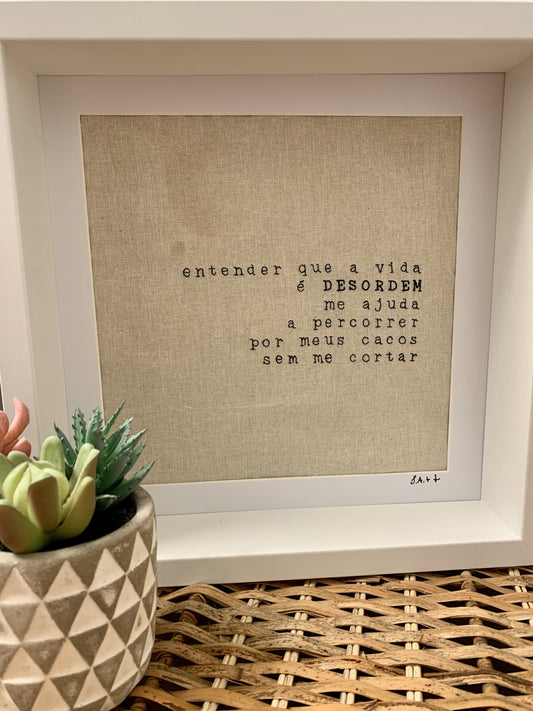 entender que a vida
é DESORDEM
me ajuda
a percorrer
por meus cacos
sem me cortar